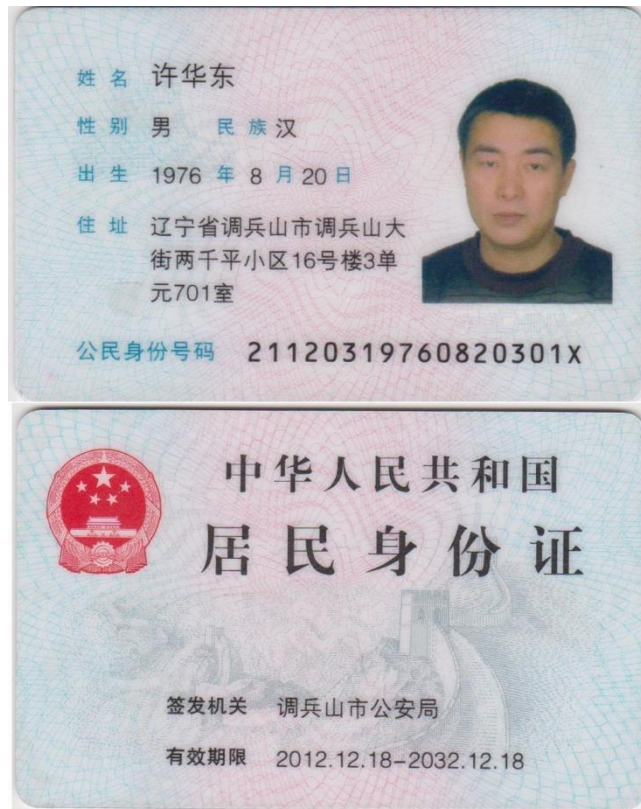 姓名 许华东
性别 男 民族 汉
出生 1976 年 8 月 20 日
住址 辽宁省调兵山市调兵山大
街两千平小区16号楼3单
元701室
公民身份号码 21120319760820301X
中华人民共和国
居民身份证
签发机关 调兵山市公安局
有效期限 2012.12.18-2032.12.18